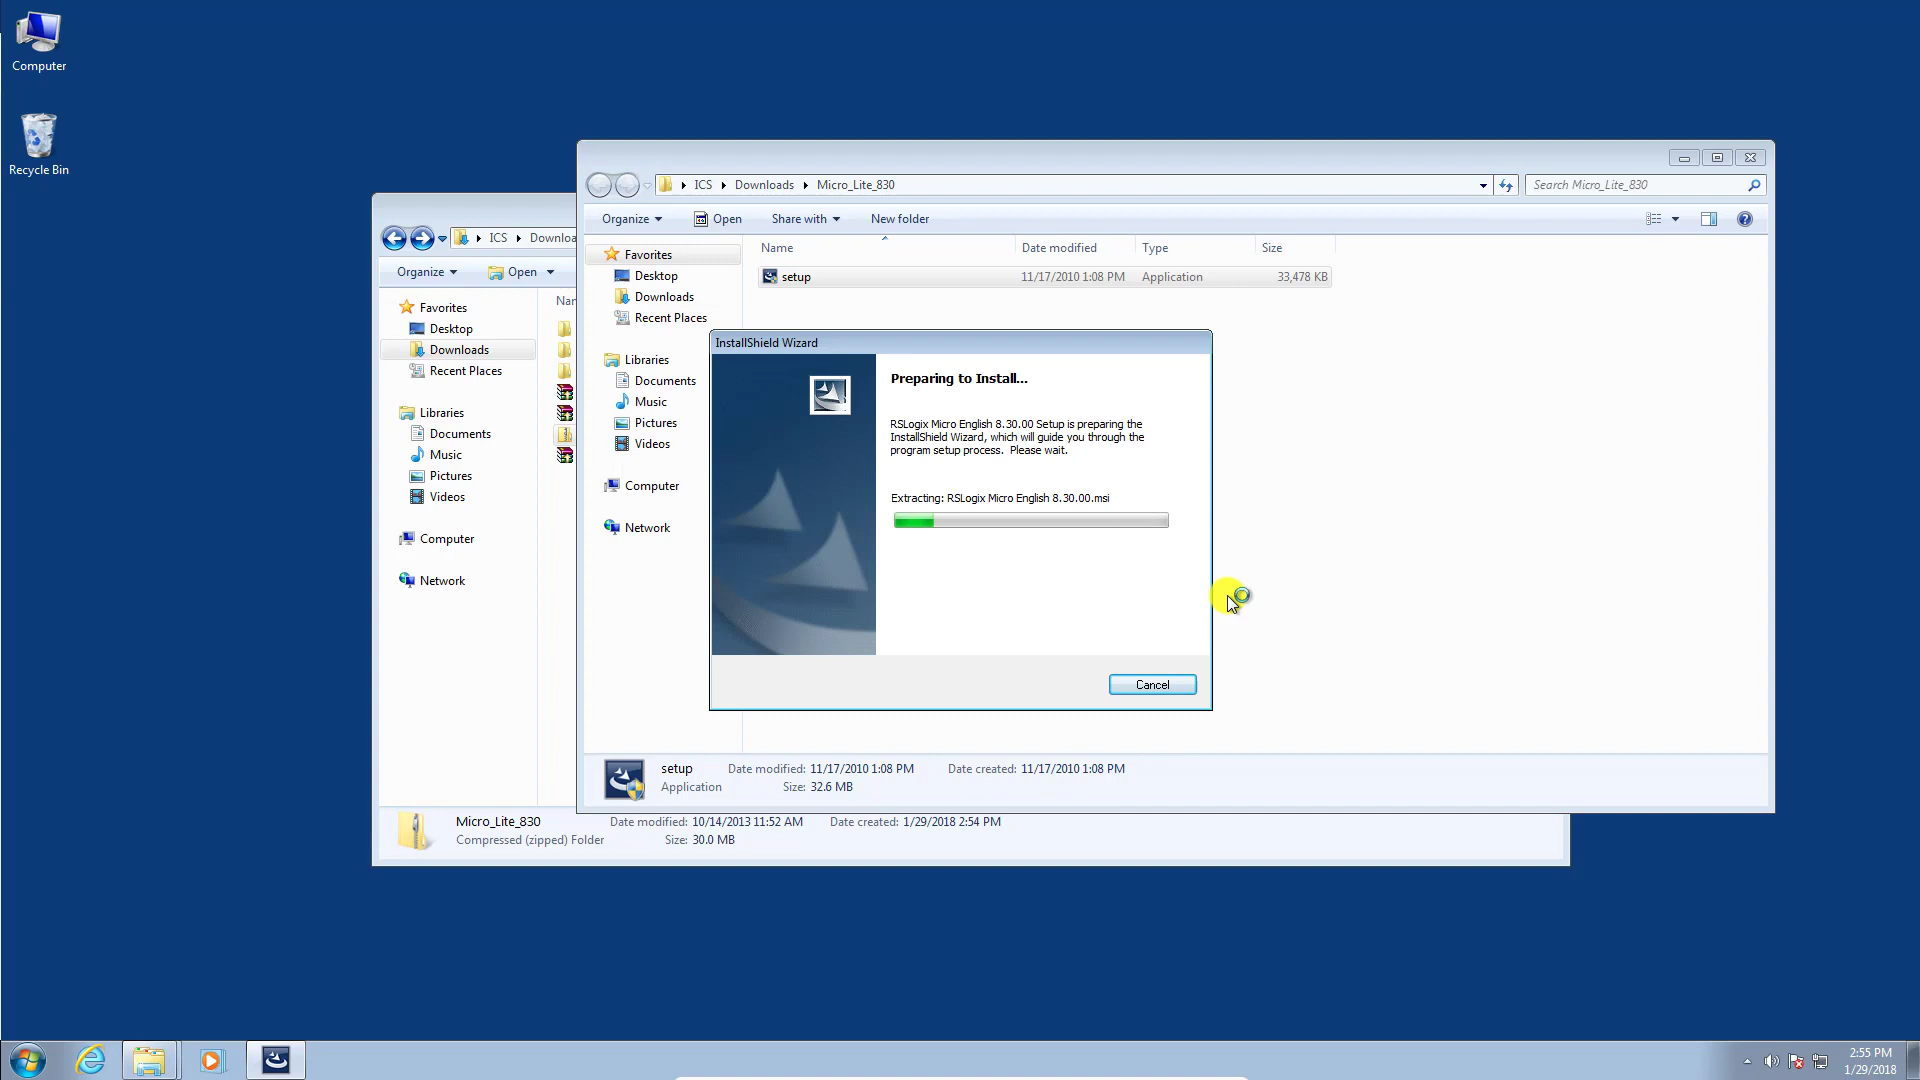 Computer
Recycle Bin
ICS
Downloa
Organize
Open
Nar
Favorites
Desktop
Downloads
Recent Places
Libraries
Documents
Music
Pictures
Videos
Computer
Network
Micro_Lite_830
Date modified: 10/14/2013 11:52 AM
Date created: 1/29/2018 2:54 PM
Compressed (zipped) Folder
Size: 30.0 MB
ICS
Downloads
Micro_Lite_830
Search Micro_Lite_830
Organize
Open
Share with
New folder
Name
Date modified
Type
Size
setup
11/17/2010 1:08 PM
Application
33,478 KB
Favorites
Desktop
Downloads
Recent Places
Libraries
Documents
Music
Pictures
Videos
Computer
Network
setup
Date modified: 11/17/2010 1:08 PM
Date created: 11/17/2010 1:08 PM
Application
Size: 32.6 MB
InstallShield Wizard
Preparing to Install...
RSLogix Micro English 8.30.00 Setup is preparing the
InstallShield Wizard, which will guide you through the
program setup process. Please wait.
Extracting: RSLogix Micro English 8.30.00.msi
Cancel
2:55 PM
1/29/2018